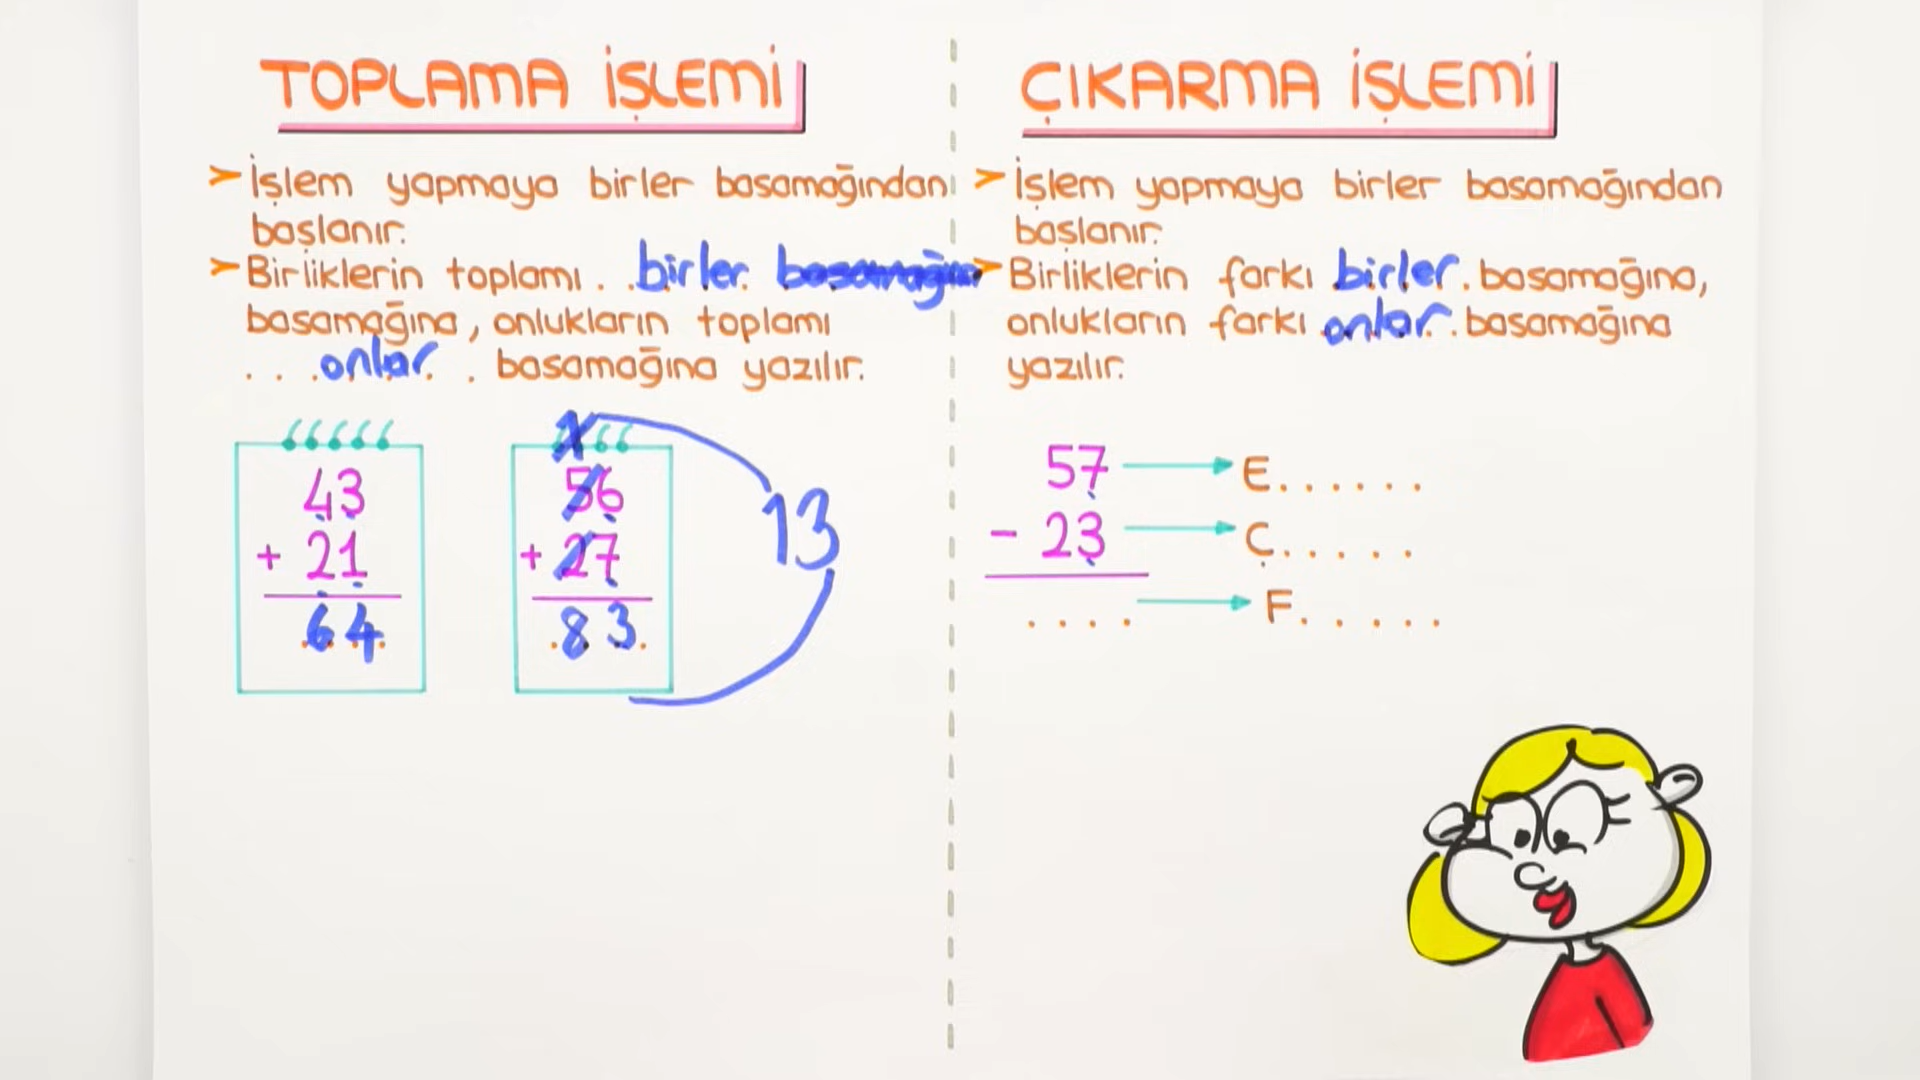 TOPLAMA İŞLEMİ
➤ İşlem yapmaya birler basamağından
başlanır.
➤ Birliklerin toplamı . . birler.
basamağına, onlukların toplamı
. . . onlar . basamağına yazılır.
43
+ 21
64
1
56
+ 27
83
13
ÇIKARMA İŞLEMİ
➤ İşlem yapmaya birler basamağından
başlanır.
➤ Birliklerin farkı birler . basamağına,
onlukların farkı onlar . basamağına
yazılır.
57 → E. . . . . .
- 23 → Ç. . . . .
. . . . → F. . . . .